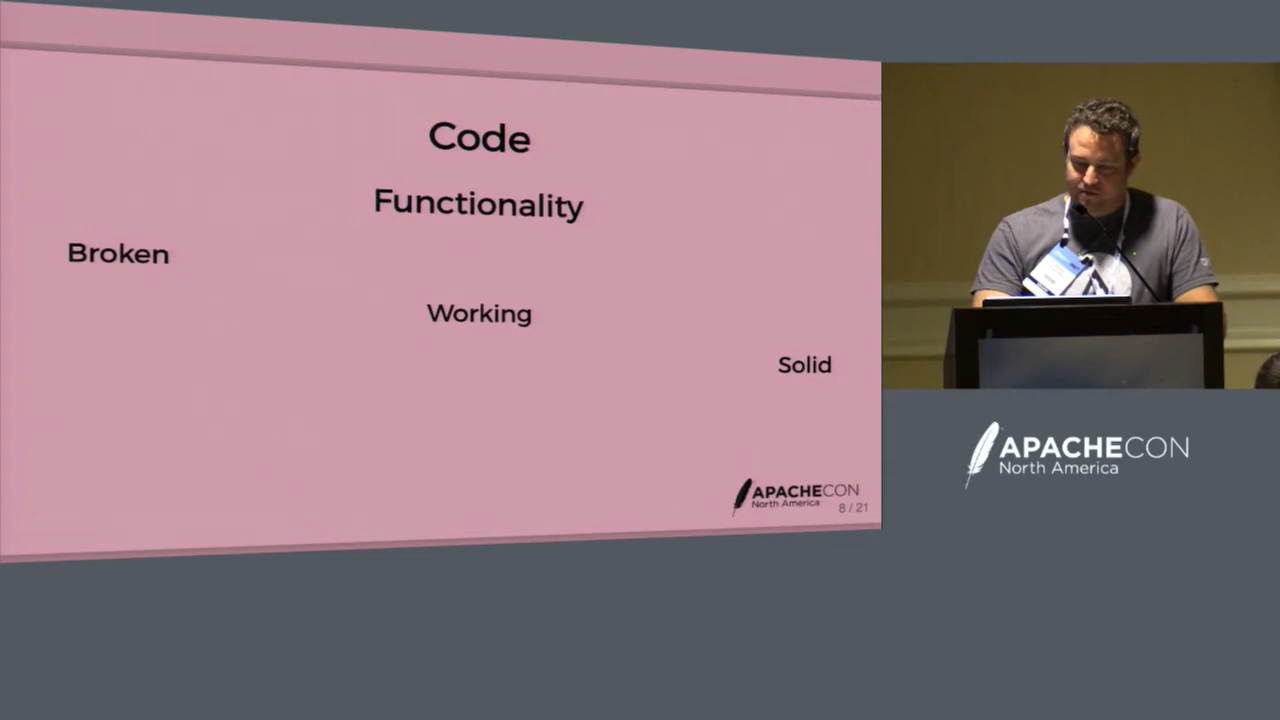 Code
Functionality
Broken
Working
Solid
APACHECON
North America
8 / 21
APACHECON
North America